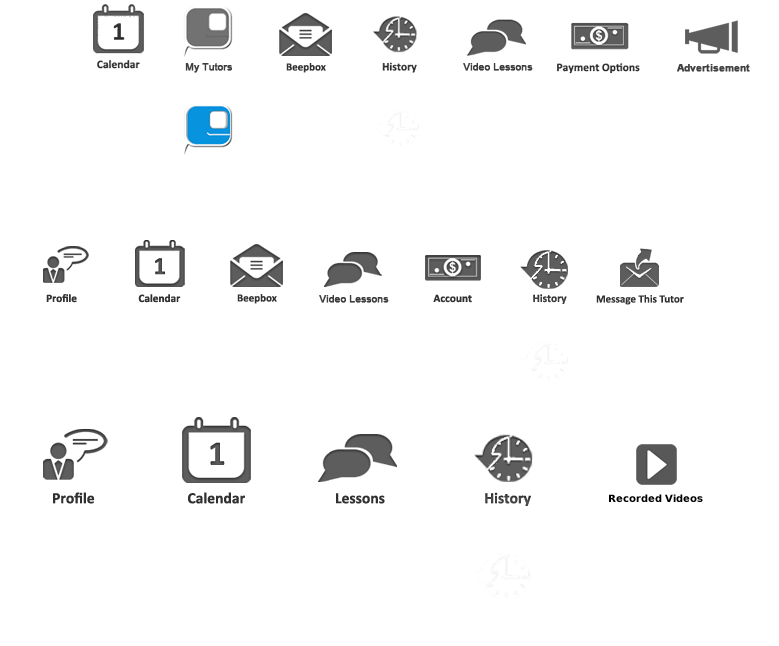 1
Calendar
My Tutors
Beepbox
History
Video Lessons
$
Payment Options
Advertisement
Profile
1
Calendar
Beepbox
Video Lessons
$
Account
History
Message This Tutor
Profile
1
Calendar
Lessons
History
Recorded Videos